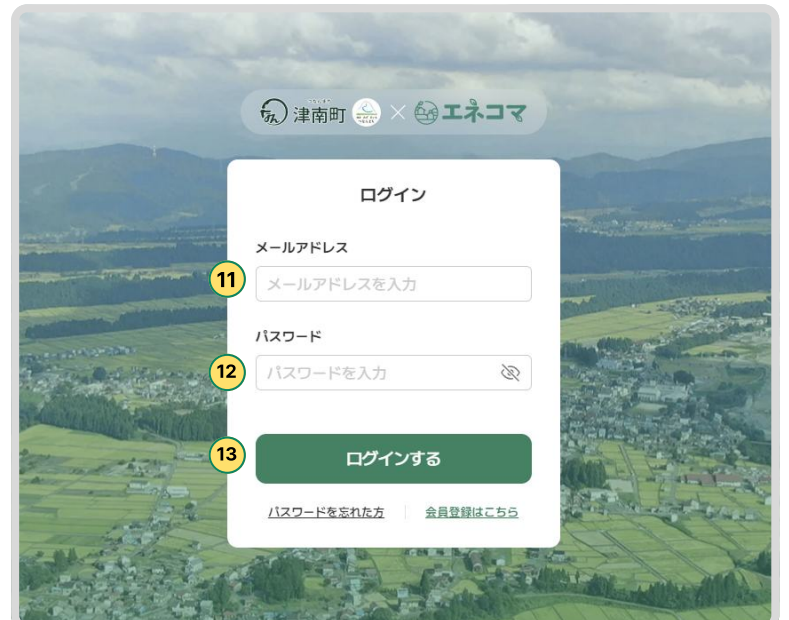 津南町 × エネコマ
ログイン
メールアドレス
11 メールアドレスを入力
パスワード
12 パスワードを入力
13 ログインする
パスワードを忘れた方 会員登録はこちら